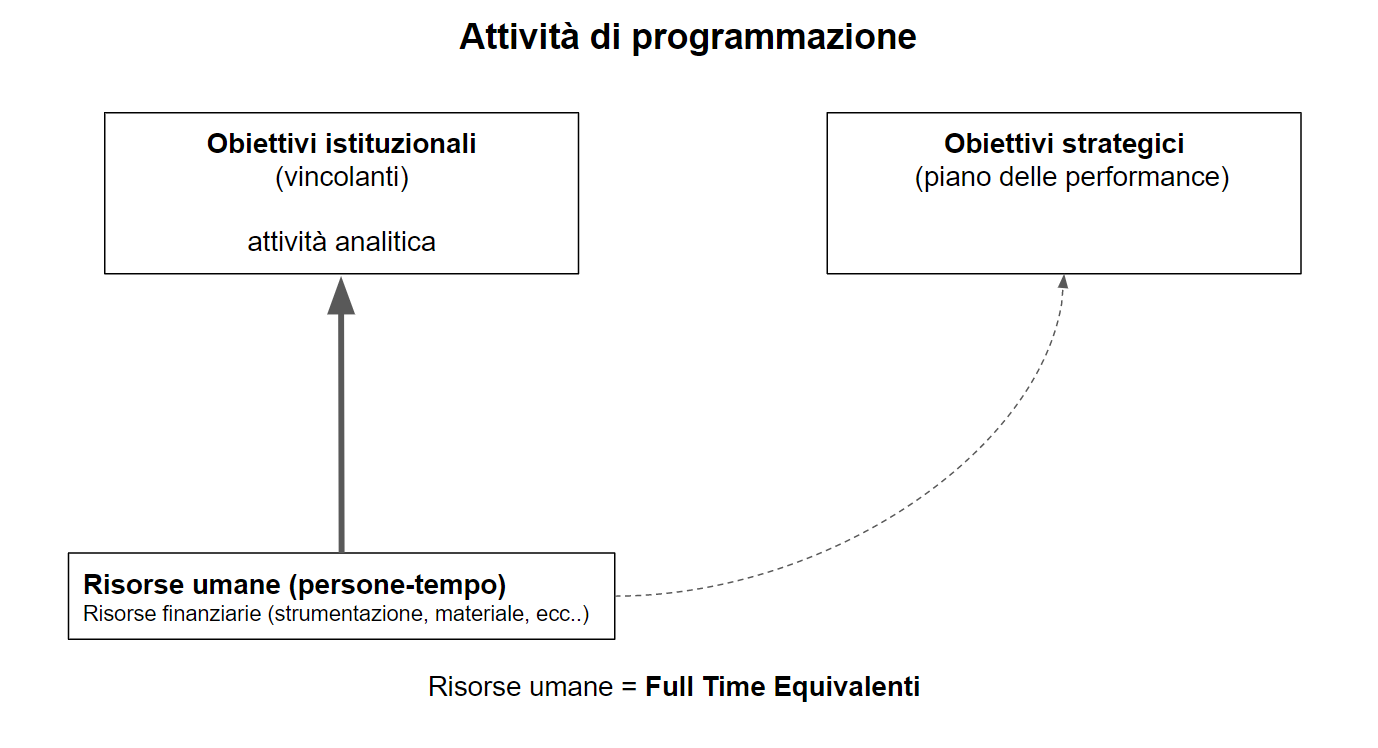 Attività di programmazione
Obiettivi istituzionali
(vincolanti)
attività analitica
Obiettivi strategici
(piano delle performance)
Risorse umane (persone-tempo)
Risorse finanziarie (strumentazione, materiale, ecc..)
Risorse umane = Full Time Equivalenti